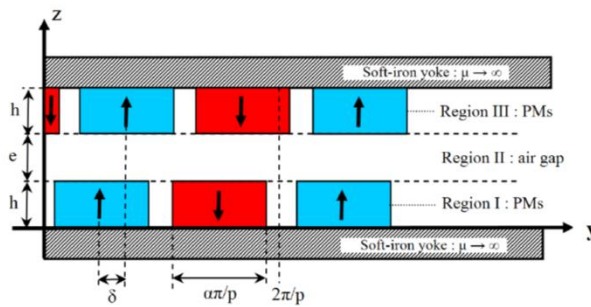 z
Soft-iron yoke : μ → ∞
h
Region III : PMs
e
Region II : air gap
h
Region I : PMs
y
Soft-iron yoke : μ → ∞
δ
απ/p
2π/p